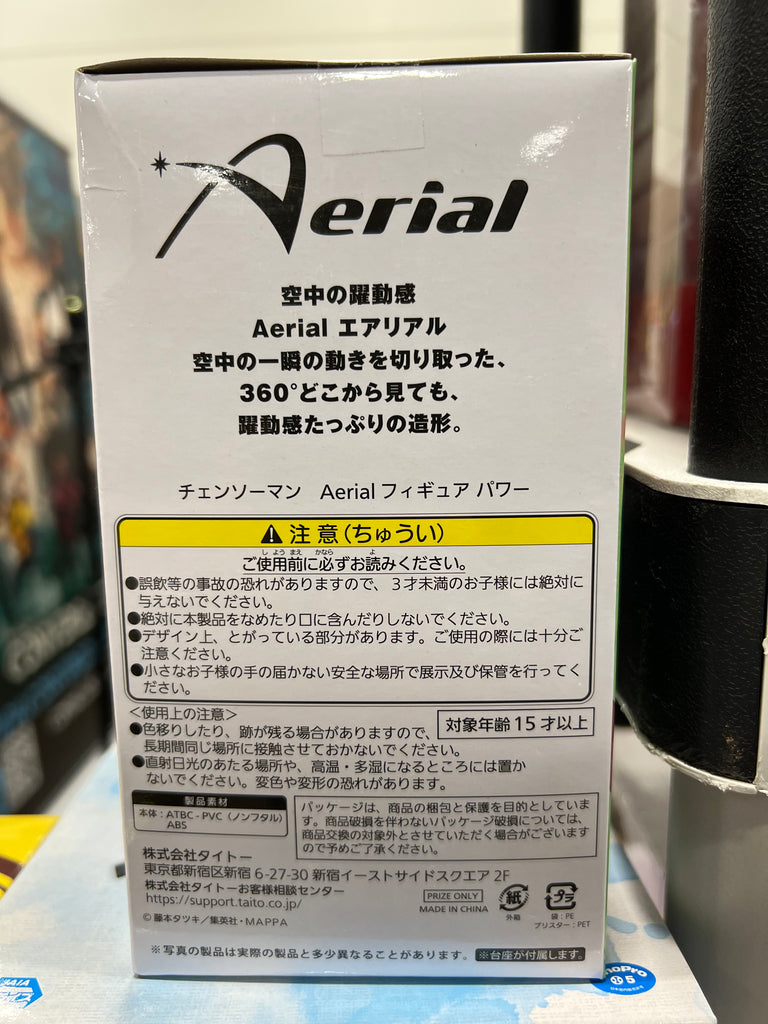 Aerial
空中の躍動感
Aerial エアリアル
空中の一瞬の動きを切り取った、
360°どこから見ても、
躍動感たっぷりの造形。
チェンソーマン Aerial フィギュア パワー
⚠注意(ちゅうい)
しようまえ かなら よ
ご使用前に必ずお読みください。
●誤飲等の事故の恐れがありますので、3才未満のお子様には絶対に
与えないでください。
●絶対に本製品をなめたり口に含んだりしないでください。
●デザイン上、とがっている部分があります。ご使用の際には十分ご
注意ください。
●小さなお子様の手の届かない安全な場所で展示及び保管を行ってく
ださい。
<使用上の注意>
●色移りしたり、跡が残る場合がありますので、
長期間同じ場所に接触させておかないでください。
対象年齢15才以上
●直射日光のあたる場所や、高温・多湿になるところには置か
ないでください。変色や変形の恐れがあります。
製品素材
本体:ATBC-PVC(ノンフタル)
ABS
パッケージは、商品の梱包と保護を目的としていま
す。商品破損を伴わないパッケージ破損については、
商品交換の対象外とさせていただく場合がございます
ので予めご了承ください。
株式会社タイトー
東京都新宿区新宿 6-27-30 新宿イーストサイドスクエア 2F
株式会社タイトーお客様相談センター
https://support.taito.co.jp/
PRIZE ONLY
MADE IN CHINA
紙
外箱
プラ
袋:PE
ブリスター:PET
© 藤本タツキ/集英社・MAPPA
※写真の製品は実際の製品と多少異なることがあります。 ※台座が付属します。
5